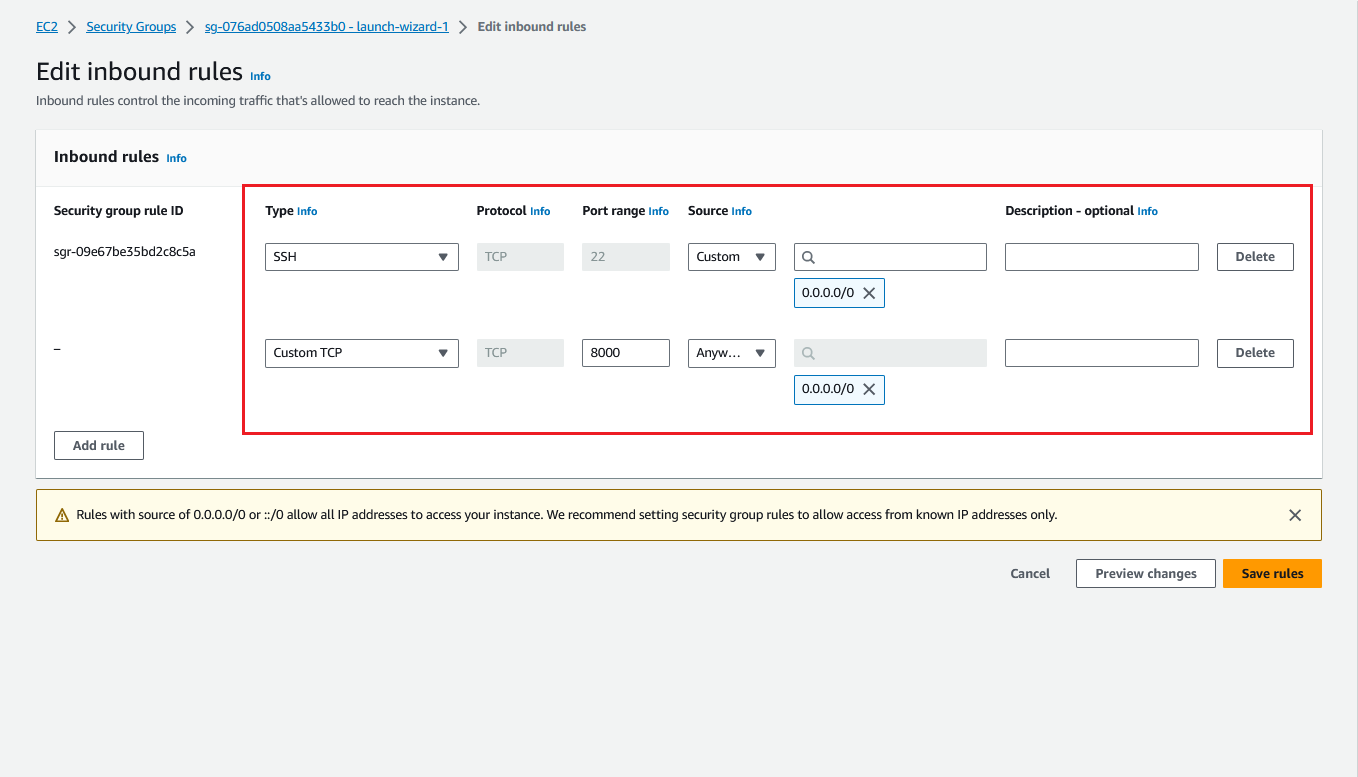 EC2 > Security Groups > sg-076ad0508aa5433b0 - launch-wizard-1 > Edit inbound rules
Edit inbound rules Info
Inbound rules control the incoming traffic that's allowed to reach the instance.
Inbound rules Info
Security group rule ID Type Info Protocol Info Port range Info Source Info Description - optional Info
sgr-09e67be35bd2c8c5a SSH TCP 22 Custom Delete
0.0.0.0/0
– Custom TCP TCP 8000 Anyw... Delete
0.0.0.0/0
Add rule
Rules with source of 0.0.0.0/0 or ::/0 allow all IP addresses to access your instance. We recommend setting security group rules to allow access from known IP addresses only.
Cancel Preview changes Save rules